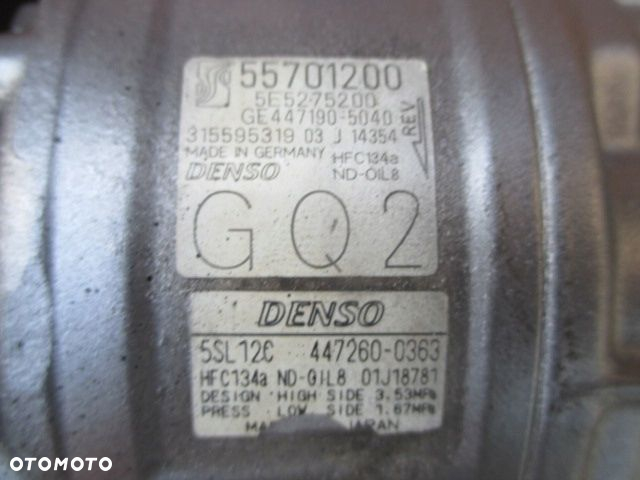 55701200
5E5275200
GE447190-5040
315595319 03 J 14354
REV
MADE IN GERMANY HFC134a
DENSO ND-OIL8
GQ2
DENSO
5SL12C 447260-0363
HFC134a ND-OIL8 01J18781
DESIGN HIGH SIDE 3.53MPa
PRESS LOW SIDE 1.67MPa
JAPAN
OTOMOTO